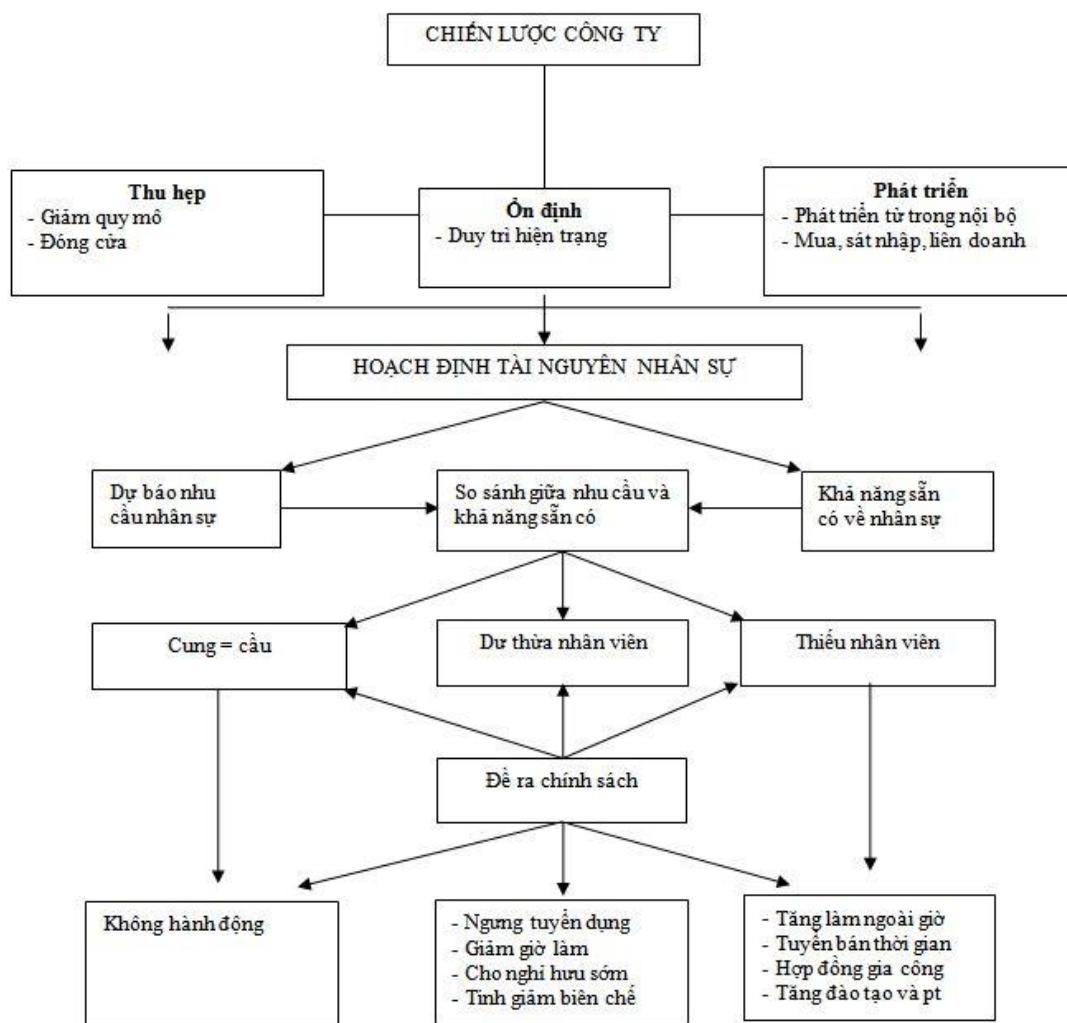 CHIẾN LƯỢC CÔNG TY
Thu hẹp
- Giảm quy mô
- Đóng cửa
Ổn định
- Duy trì hiện trạng
Phát triển
- Phát triển từ trong nội bộ
- Mua, sát nhập, liên doanh
HOẠCH ĐỊNH TÀI NGUYÊN NHÂN SỰ
Dự báo nhu
cầu nhân sự
So sánh giữa nhu cầu và
khả năng sẵn có
Khả năng sẵn
có về nhân sự
Cung = cầu
Dư thừa nhân viên
Thiếu nhân viên
Đề ra chính sách
Không hành động
- Ngưng tuyển dụng
- Giảm giờ làm
- Cho nghỉ hưu sớm
- Tinh giảm biên chế
- Tăng làm ngoài giờ
- Tuyển bán thời gian
- Hợp đồng gia công
- Tăng đào tạo và pt